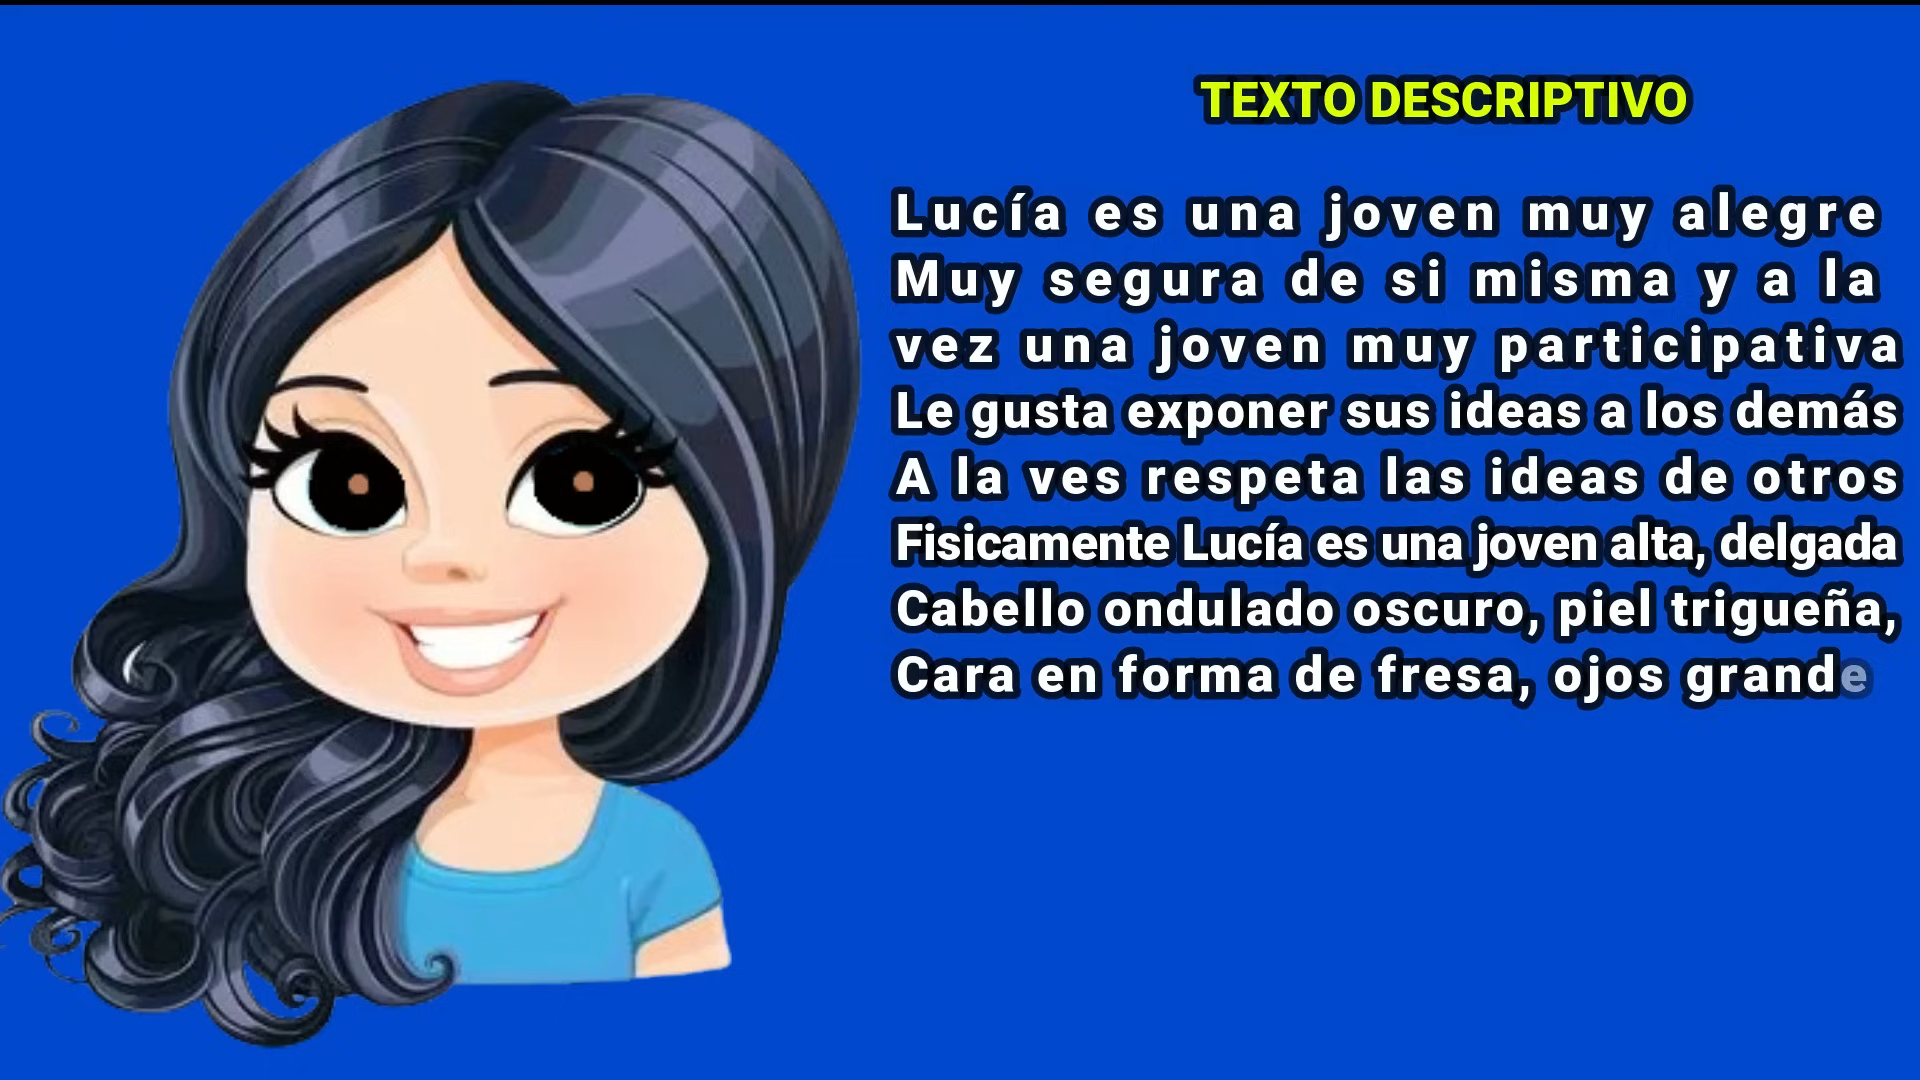 TEXTO DESCRIPTIVO
Lucía es una joven muy alegre
Muy segura de si misma y a la
vez una joven muy participativa
Le gusta exponer sus ideas a los demás
A la ves respeta las ideas de otros
Fisicamente Lucía es una joven alta, delgada
Cabello ondulado oscuro, piel trigueña,
Cara en forma de fresa, ojos grande